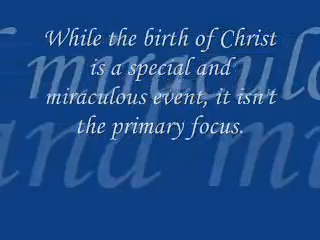 While the birth of Christ
is a special and
miraculous event, it isn't
the primary focus.